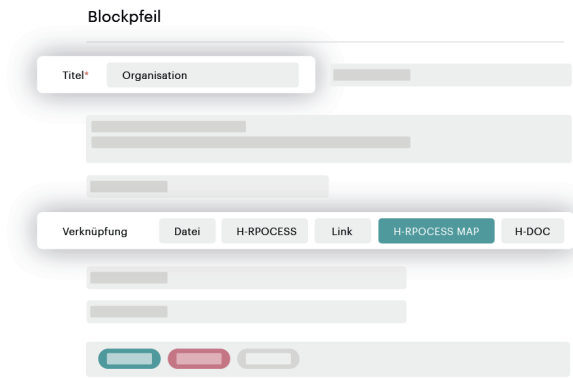 Blockpfeil
Titel* Organisation
Verknüpfung Datei H-RPOCESS Link H-RPOCESS MAP H-DOC